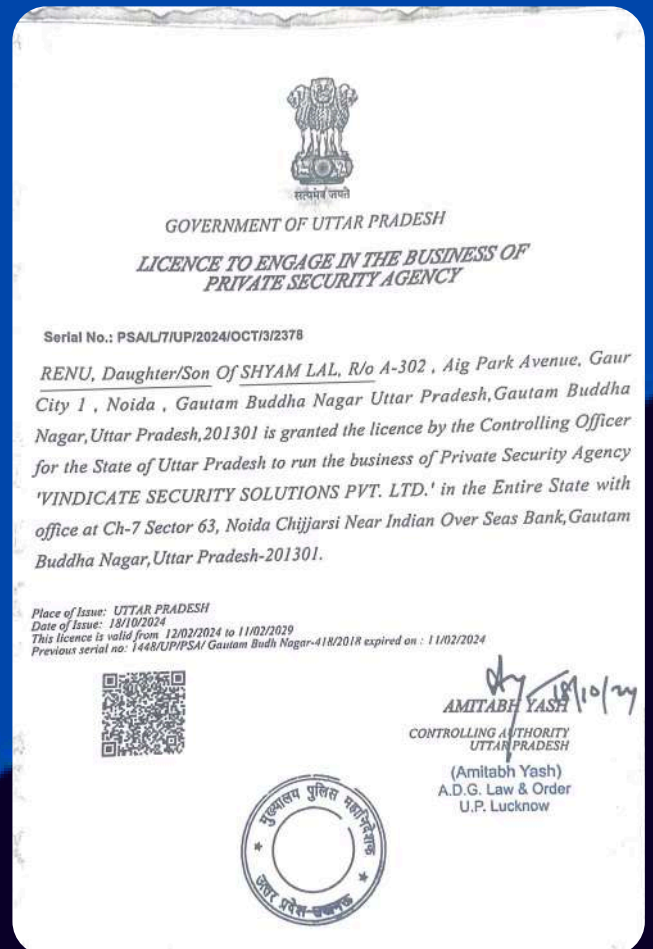 सत्यमेव जयते
GOVERNMENT OF UTTAR PRADESH
LICENCE TO ENGAGE IN THE BUSINESS OF
PRIVATE SECURITY AGENCY
Serial No.: PSA/L/7/UP/2024/OCT/3/2378
RENU, Daughter/Son Of SHYAM LAL, R/o A-302 , Aig Park Avenue, Gaur
City 1 , Noida , Gautam Buddha Nagar Uttar Pradesh,Gautam Buddha
Nagar,Uttar Pradesh,201301 is granted the licence by the Controlling Officer
for the State of Uttar Pradesh to run the business of Private Security Agency
'VINDICATE SECURITY SOLUTIONS PVT. LTD.' in the Entire State with
office at Ch-7 Sector 63, Noida Chijjarsi Near Indian Over Seas Bank,Gautam
Buddha Nagar,Uttar Pradesh-201301.
Place of Issue: UTTAR PRADESH
Date of Issue: 18/10/2024
This licence is valid from 12/02/2024 to 11/02/2029
Previous serial no: 1448/UP/PSA/ Gautam Budh Nagar-418/2018 expired on : 11/02/2024
18/10/24
AMITABH YASH
CONTROLLING AUTHORITY
UTTAR PRADESH
(Amitabh Yash)
A.D.G. Law & Order
U.P. Lucknow
मुख्यालय पुलिस महानिदेशक
उत्तर प्रदेश लखनऊ